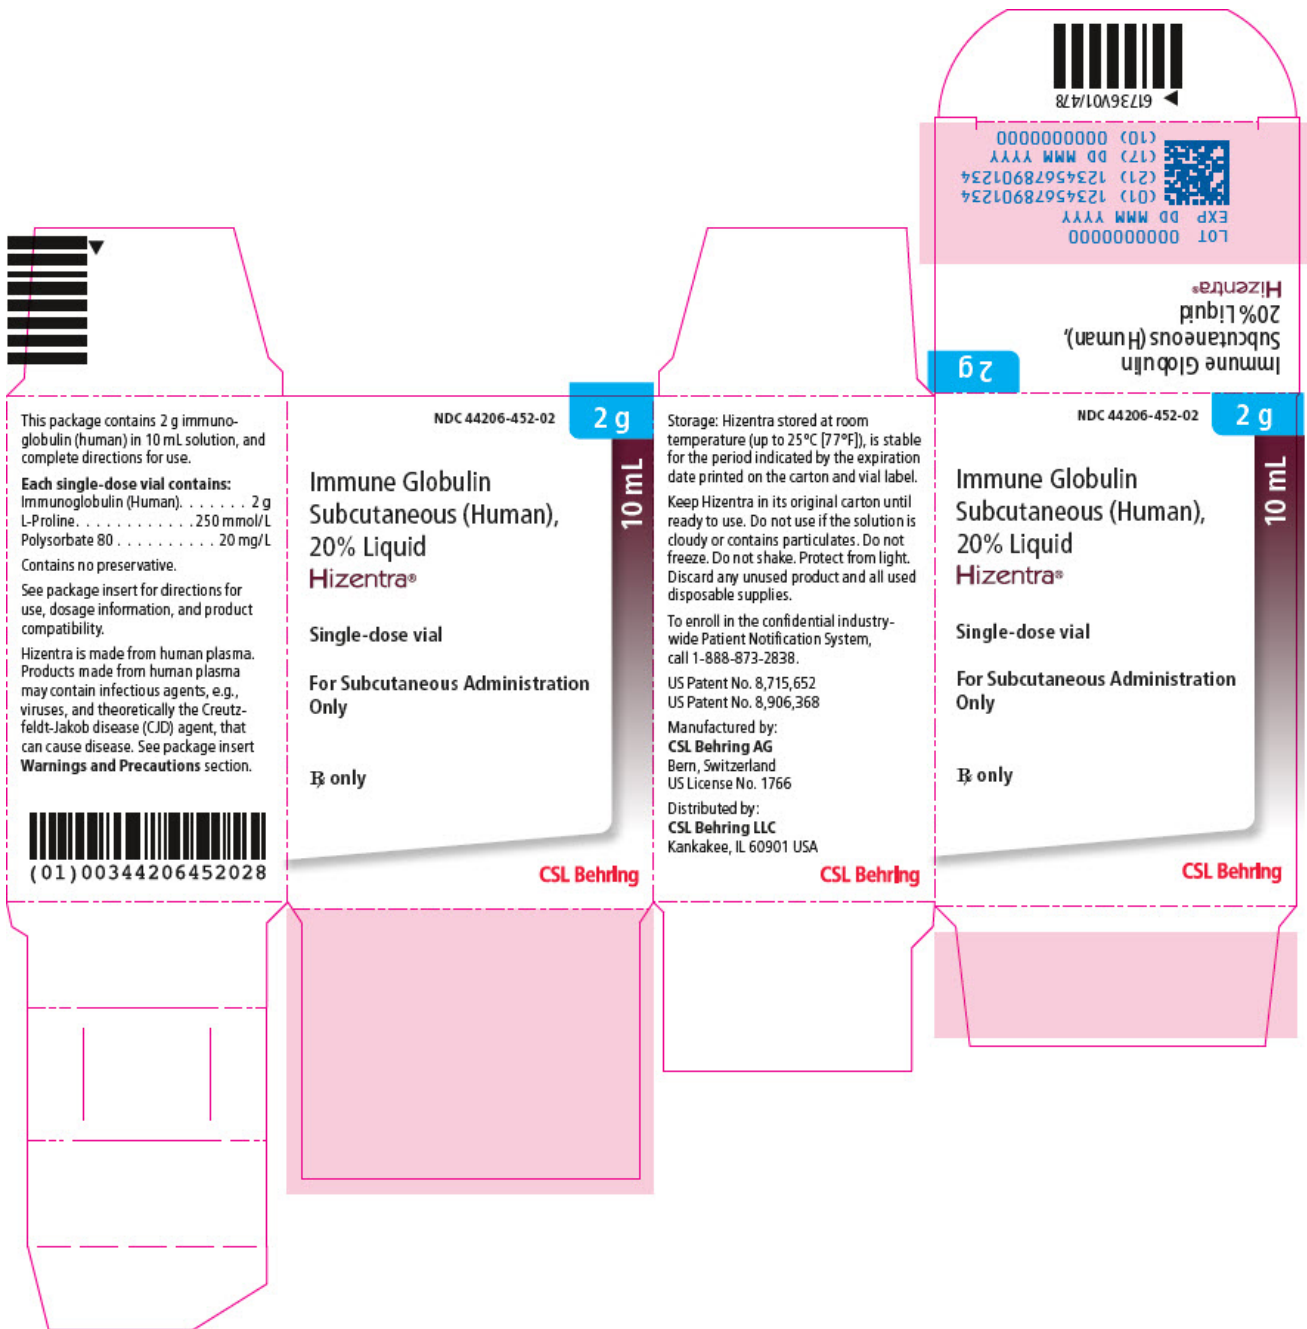 61736V01/478
(10) 0000000000
(17) DD MMM YYYY
(21) 12345678901234
(01) 12345678901234
EXP DD MMM YYYY
LOT 0000000000
Immune Globulin
Subcutaneous (Human),
20% Liquid
Hizentra®
2 g
This package contains 2 g immuno-
globulin (human) in 10 mL solution, and
complete directions for use.
Each single-dose vial contains:
Immunoglobulin (Human). . . . . . . 2 g
L-Proline. . . . . . . . . . . . 250 mmol/L
Polysorbate 80 . . . . . . . . . . 20 mg/L
Contains no preservative.
See package insert for directions for
use, dosage information, and product
compatibility.
Hizentra is made from human plasma.
Products made from human plasma
may contain infectious agents, e.g.,
viruses, and theoretically the Creutz-
feldt-Jakob disease (CJD) agent, that
can cause disease. See package insert
Warnings and Precautions section.
(01)00344206452028
NDC 44206-452-02
2 g
10 mL
Immune Globulin
Subcutaneous (Human),
20% Liquid
Hizentra®
Single-dose vial
For Subcutaneous Administration
Only
Rx only
CSL Behring
Storage: Hizentra stored at room
temperature (up to 25ºC [77ºF]), is stable
for the period indicated by the expiration
date printed on the carton and vial label.
Keep Hizentra in its original carton until
ready to use. Do not use if the solution is
cloudy or contains particulates. Do not
freeze. Do not shake. Protect from light.
Discard any unused product and all used
disposable supplies.
To enroll in the confidential industry-
wide Patient Notification System,
call 1-888-873-2838.
US Patent No. 8,715,652
US Patent No. 8,906,368
Manufactured by:
CSL Behring AG
Bern, Switzerland
US License No. 1766
Distributed by:
CSL Behring LLC
Kankakee, IL 60901 USA
CSL Behring
NDC 44206-452-02
2 g
10 mL
Immune Globulin
Subcutaneous (Human),
20% Liquid
Hizentra®
Single-dose vial
For Subcutaneous Administration
Only
Rx only
CSL Behring